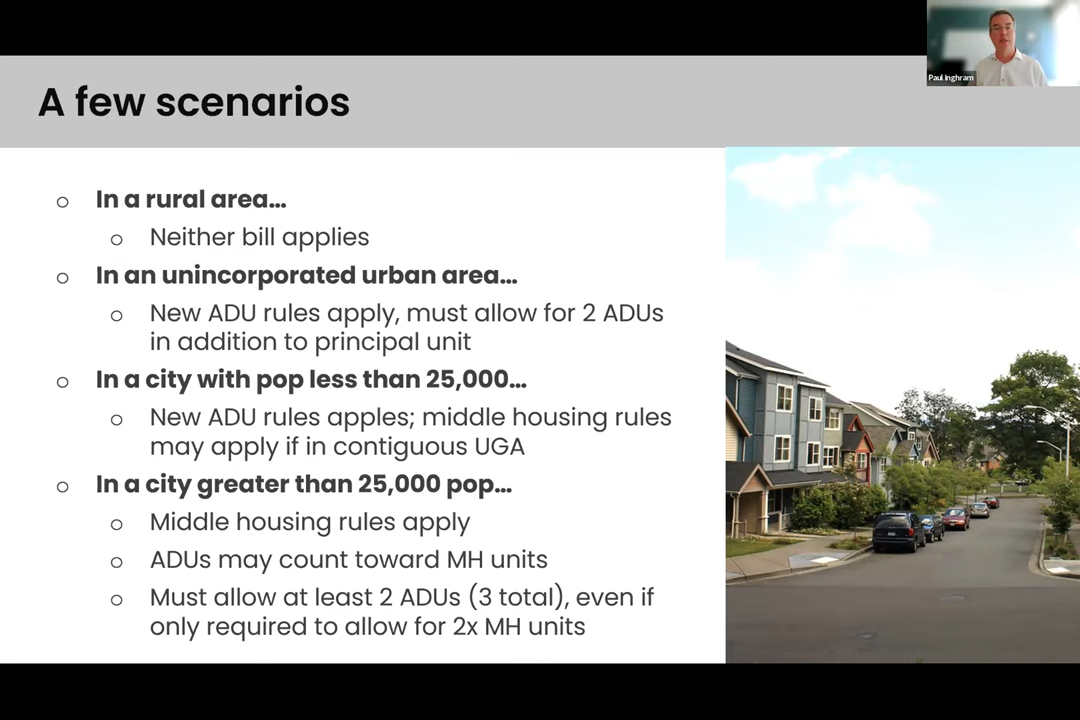 Paul Inghram
A few scenarios
o In a rural area...
o Neither bill applies
o In an unincorporated urban area...
o New ADU rules apply, must allow for 2 ADUs
in addition to principal unit
o In a city with pop less than 25,000...
o New ADU rules apples; middle housing rules
may apply if in contiguous UGA
o In a city greater than 25,000 pop...
o Middle housing rules apply
o ADUs may count toward MH units
o Must allow at least 2 ADUs (3 total), even if
only required to allow for 2x MH units